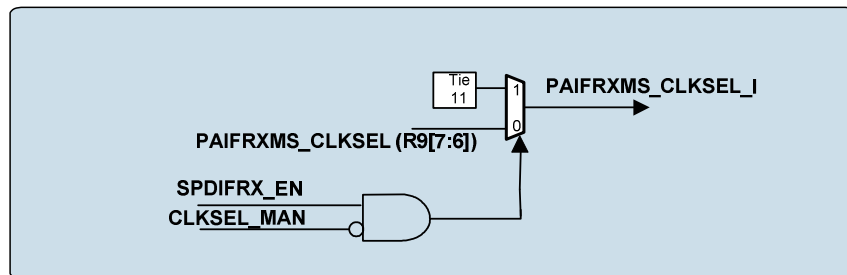 Tie
11
1
PAIFRXMS_CLKSEL_I
0
PAIFRXMS_CLKSEL (R9[7:6])
SPDIFRX_EN
CLKSEL_MAN